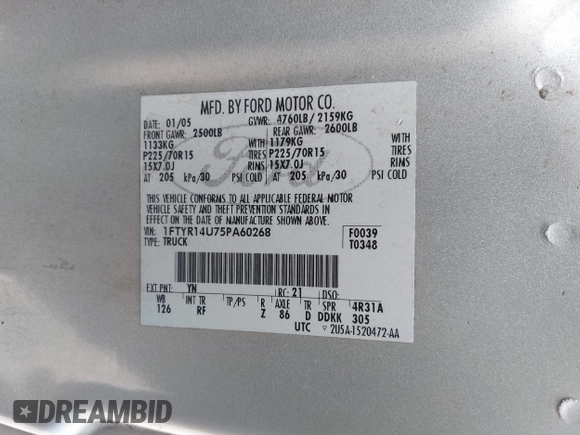 MFD. BY FORD MOTOR CO.
DATE: 01/05 GVWR: 4760LB/ 2159KG
FRONT GAWR: 2500LB REAR GAWR: 2600LB
1133KG WITH 1179KG WITH
P225/70R15 TIRES P225/70R15 TIRES
15X7.0J RIMS 15X7.0J RIMS
AT 205 kPa/30 PSI COLD AT 205 kPa/30 PSI COLD
Ford
THIS VEHICLE CONFORMS TO ALL APPLICABLE FEDERAL MOTOR
VEHICLE SAFETY AND THEFT PREVENTION STANDARDS IN
EFFECT ON THE DATE OF MANUFACTURE SHOWN ABOVE.
VIN: 1FTYR14U75PA60268 F0039
TYPE: TRUCK T0348
EXT PNT: YN RC: 21 DSO:
WB INT TR TP/PS R AXLE TR SPR 4R31A
126 RF Z 86 D DDKK 305
UTC 2U5A-1520472-AA
DREAMBID